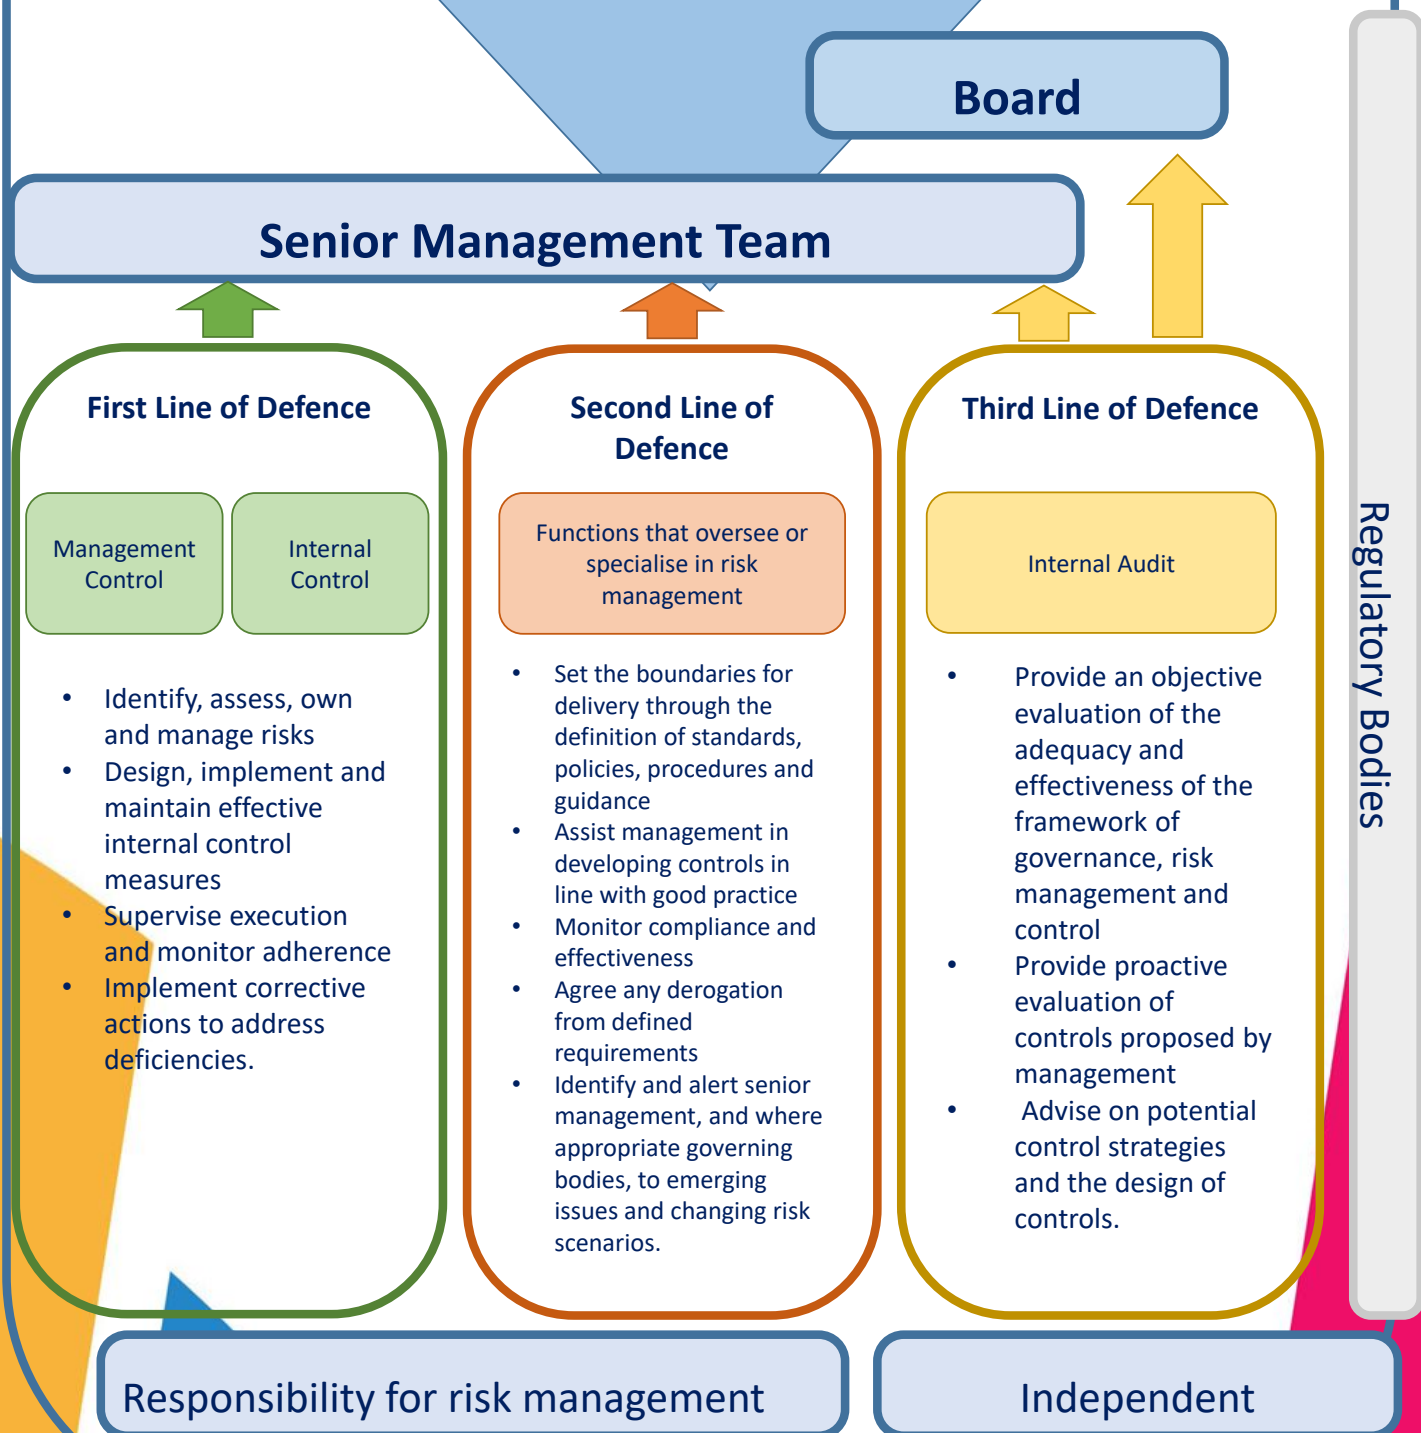 Board
Senior Management Team
First Line of Defence
Management
Control
Internal
Control
• Identify, assess, own
and manage risks
• Design, implement and
maintain effective
internal control
measures
• Supervise execution
and monitor adherence
• Implement corrective
actions to address
deficiencies.
Second Line of
Defence
Functions that oversee or
specialise in risk
management
• Set the boundaries for
delivery through the
definition of standards,
policies, procedures and
guidance
• Assist management in
developing controls in
line with good practice
• Monitor compliance and
effectiveness
• Agree any derogation
from defined
requirements
• Identify and alert senior
management, and where
appropriate governing
bodies, to emerging
issues and changing risk
scenarios.
Third Line of Defence
Internal Audit
• Provide an objective
evaluation of the
adequacy and
effectiveness of the
framework of
governance, risk
management and
control
• Provide proactive
evaluation of
controls proposed by
management
• Advise on potential
control strategies
and the design of
controls.
Regulatory Bodies
Responsibility for risk management
Independent